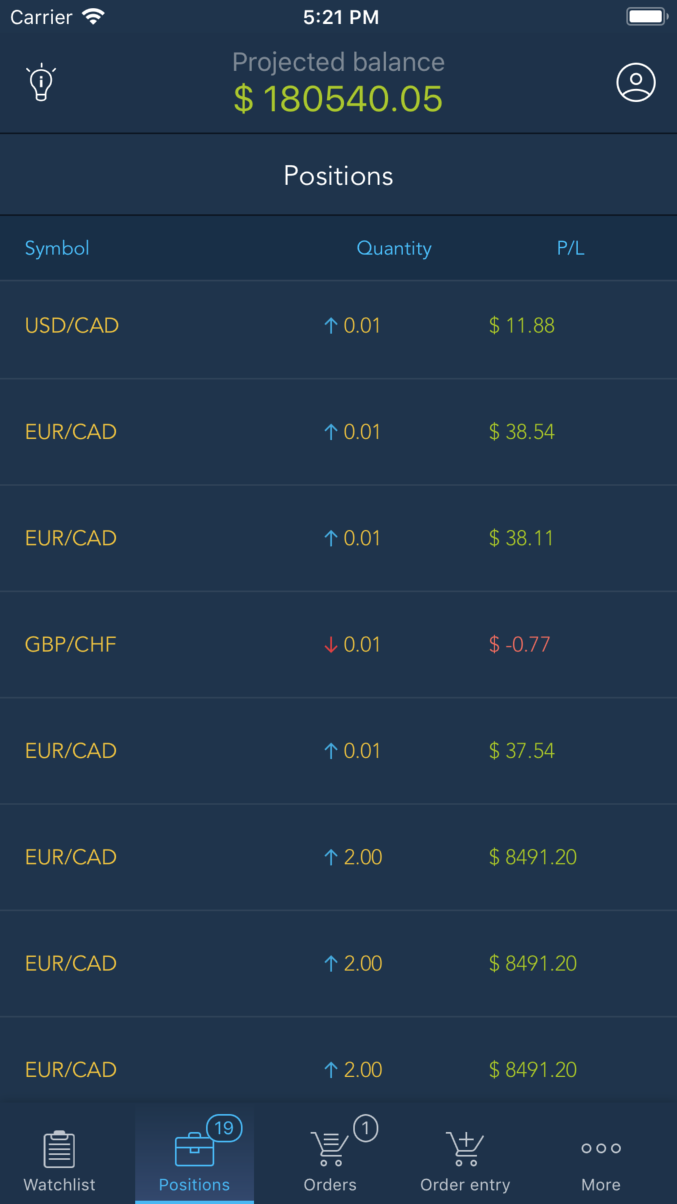 Carrier 5:21 PM
Projected balance
$ 180540.05
Positions
Symbol Quantity P/L
USD/CAD ↑ 0.01 $ 11.88
EUR/CAD ↑ 0.01 $ 38.54
EUR/CAD ↑ 0.01 $ 38.11
GBP/CHF ↓ 0.01 $ -0.77
EUR/CAD ↑ 0.01 $ 37.54
EUR/CAD ↑ 2.00 $ 8491.20
EUR/CAD ↑ 2.00 $ 8491.20
EUR/CAD ↑ 2.00 $ 8491.20
19 1
Watchlist Positions Orders Order entry More